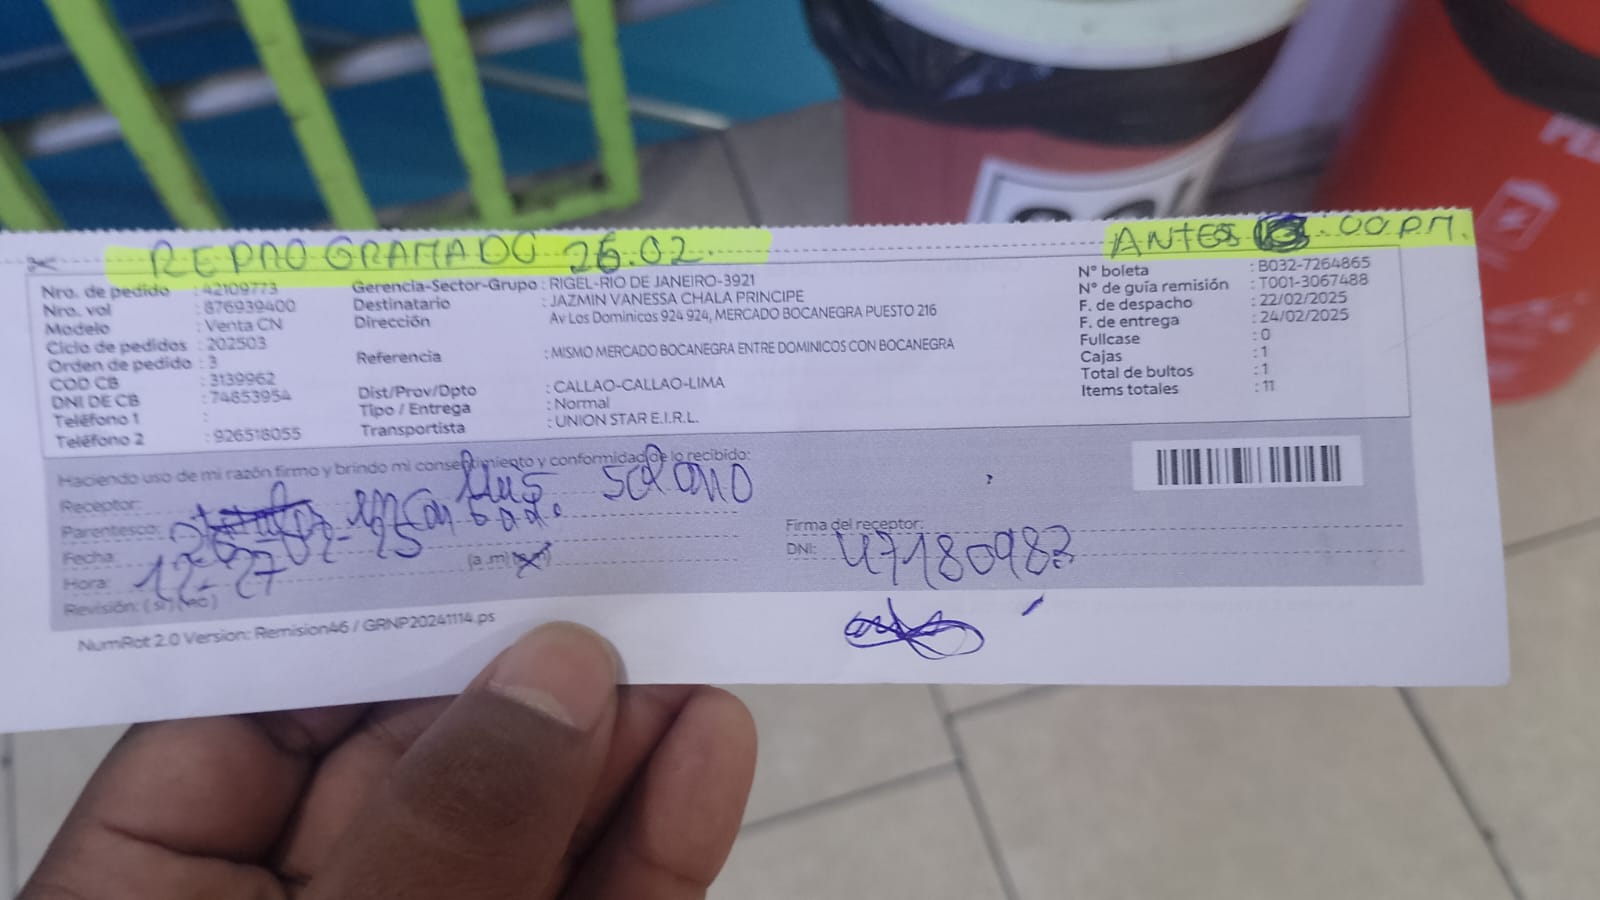 REPROGRAMADO 26.02.
ANTES :00 P.M.
Nro. de pedido : 42109773
Nro. vol : 876939400
Modelo : Venta CN
Ciclo de pedidos : 202503
Orden de pedido : 3
COD CB : 3139962
DNI DE CB : 74853954
Teléfono 1 :
Teléfono 2 : 926518055
Gerencia-Sector-Grupo : RIGEL-RIO DE JANEIRO-3921
Destinatario : JAZMIN VANESSA CHALA PRINCIPE
Dirección Av Los Dominicos 924 924, MERCADO BOCANEGRA PUESTO 216
Referencia : MISMO MERCADO BOCANEGRA ENTRE DOMINICOS CON BOCANEGRA
Dist/Prov/Dpto : CALLAO-CALLAO-LIMA
Tipo / Entrega : Normal
Transportista : UNION STAR E.I.R.L.
N° boleta : B032-7264865
N° de guía remisión : T001-3067488
F. de despacho : 22/02/2025
F. de entrega : 24/02/2025
Fullcase : 0
Cajas : 1
Total de bultos : 1
Items totales : 11
Haciendo uso de mi razón firmo y brindo mi consentimiento y conformidad de lo recibido:
Receptor: solano
Parentesco:
Fecha: 26-02-25
Hora: 12-27 (a.m)
Revisión: ( si ) (no )
Firma del receptor:
DNI: 47180983
NumRot 2.0 Version: Remision46 / GRNP20241114.ps